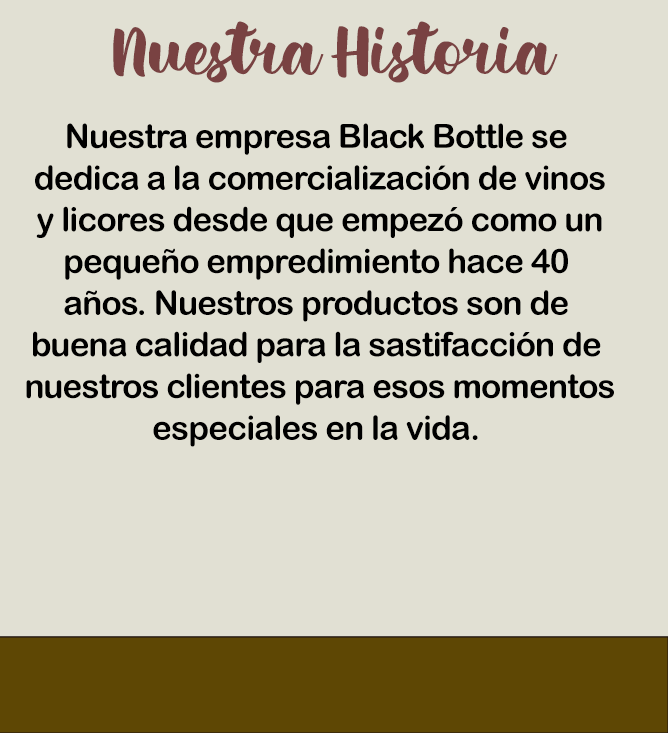 Nuestra Historia
Nuestra empresa Black Bottle se
dedica a la comercialización de vinos
y licores desde que empezó como un
pequeño empredimiento hace 40
años. Nuestros productos son de
buena calidad para la sastifacción de
nuestros clientes para esos momentos
especiales en la vida.